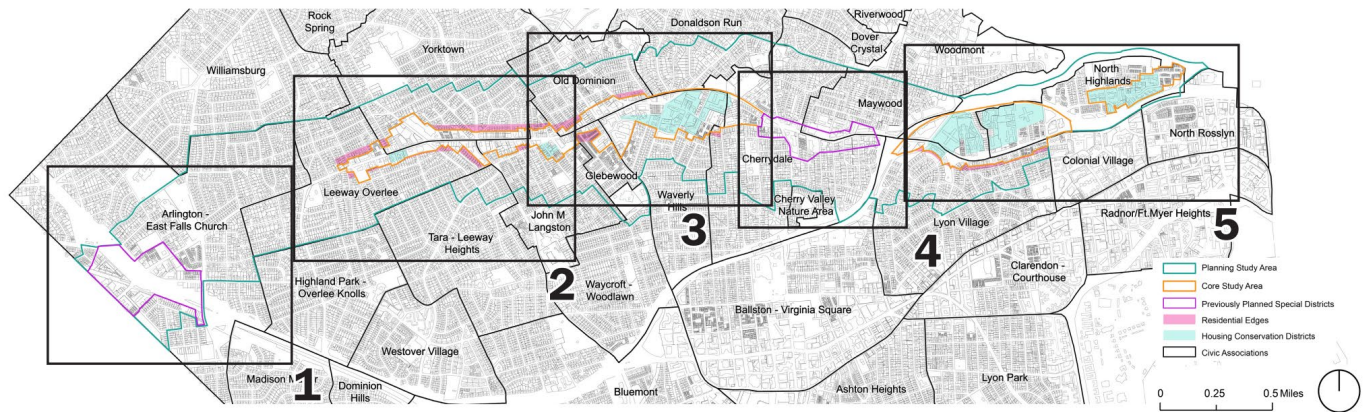 Rock
Spring
Donaldson Run
Riverwood
Dover
Crystal
Woodmont
Yorktown
Williamsburg
Old Dominion
North
Highlands
Maywood
North Rosslyn
Cherrydale
Colonial Village
Glebewood
Leeway Overlee
Arlington -
East Falls Church
Waverly
Hills
Cherry Valley
Nature Area
John M
Langston
Lyon Village
Radnor/Ft.Myer Heights
Tara - Leeway
Heights
3
4
5
2
Highland Park -
Overlee Knolls
Waycroft -
Woodlawn
Clarendon -
Courthouse
Ballston - Virginia Square
Westover Village
1
Dominion
Hills
Bluemont
Ashton Heights
Lyon Park
Planning Study Area
Core Study Area
Previously Planned Special Districts
Residential Edges
Housing Conservation Districts
Civic Associations
0 0.25 0.5 Miles